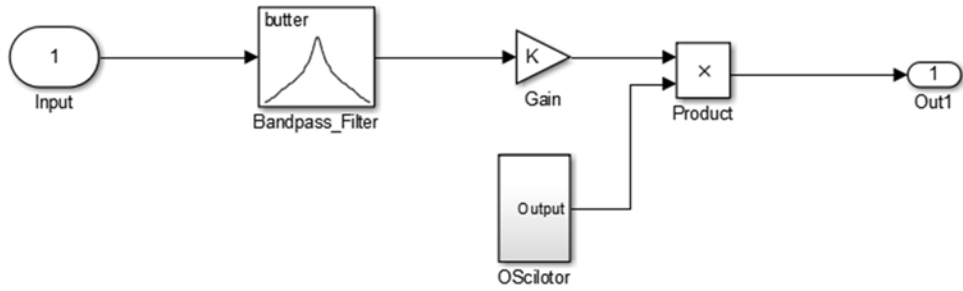 butter
1
Input
Bandpass_Filter
K
Gain
×
Product
1
Out1
Output
OScilotor